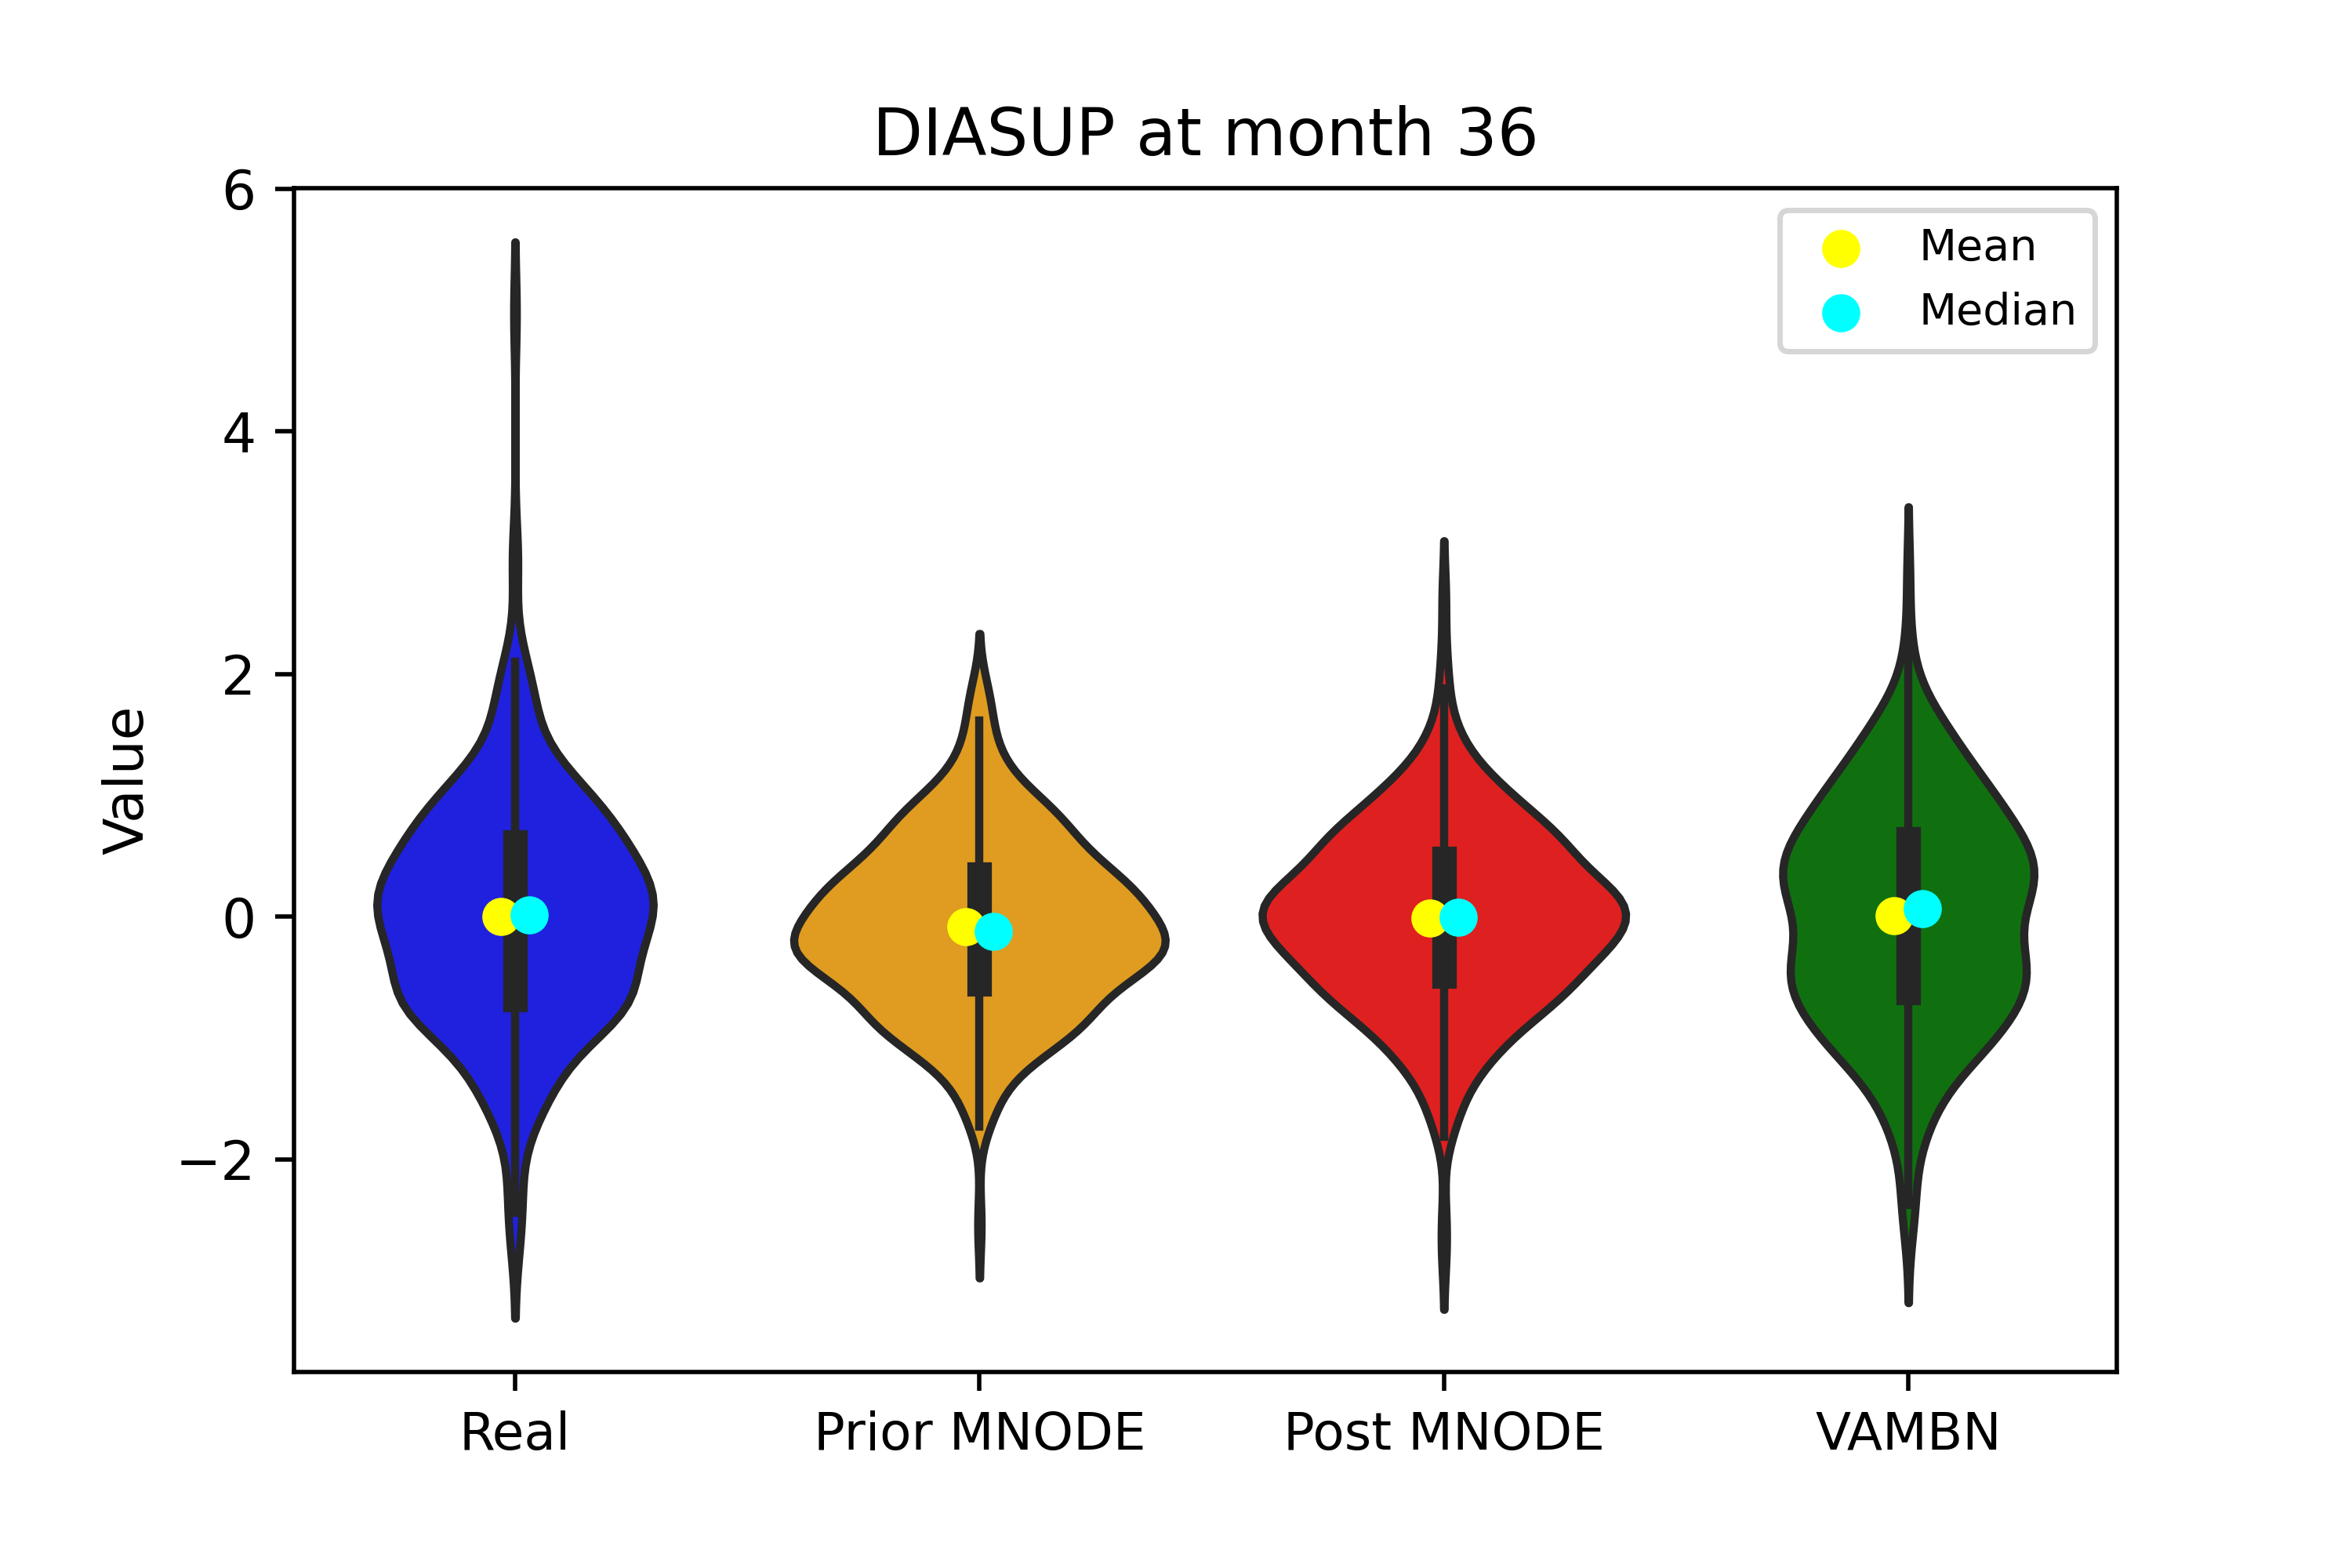 DIASUP at month 36
6
4
2
0
−2
Value
Mean
Median
Real
Prior MNODE
Post MNODE
VAMBN